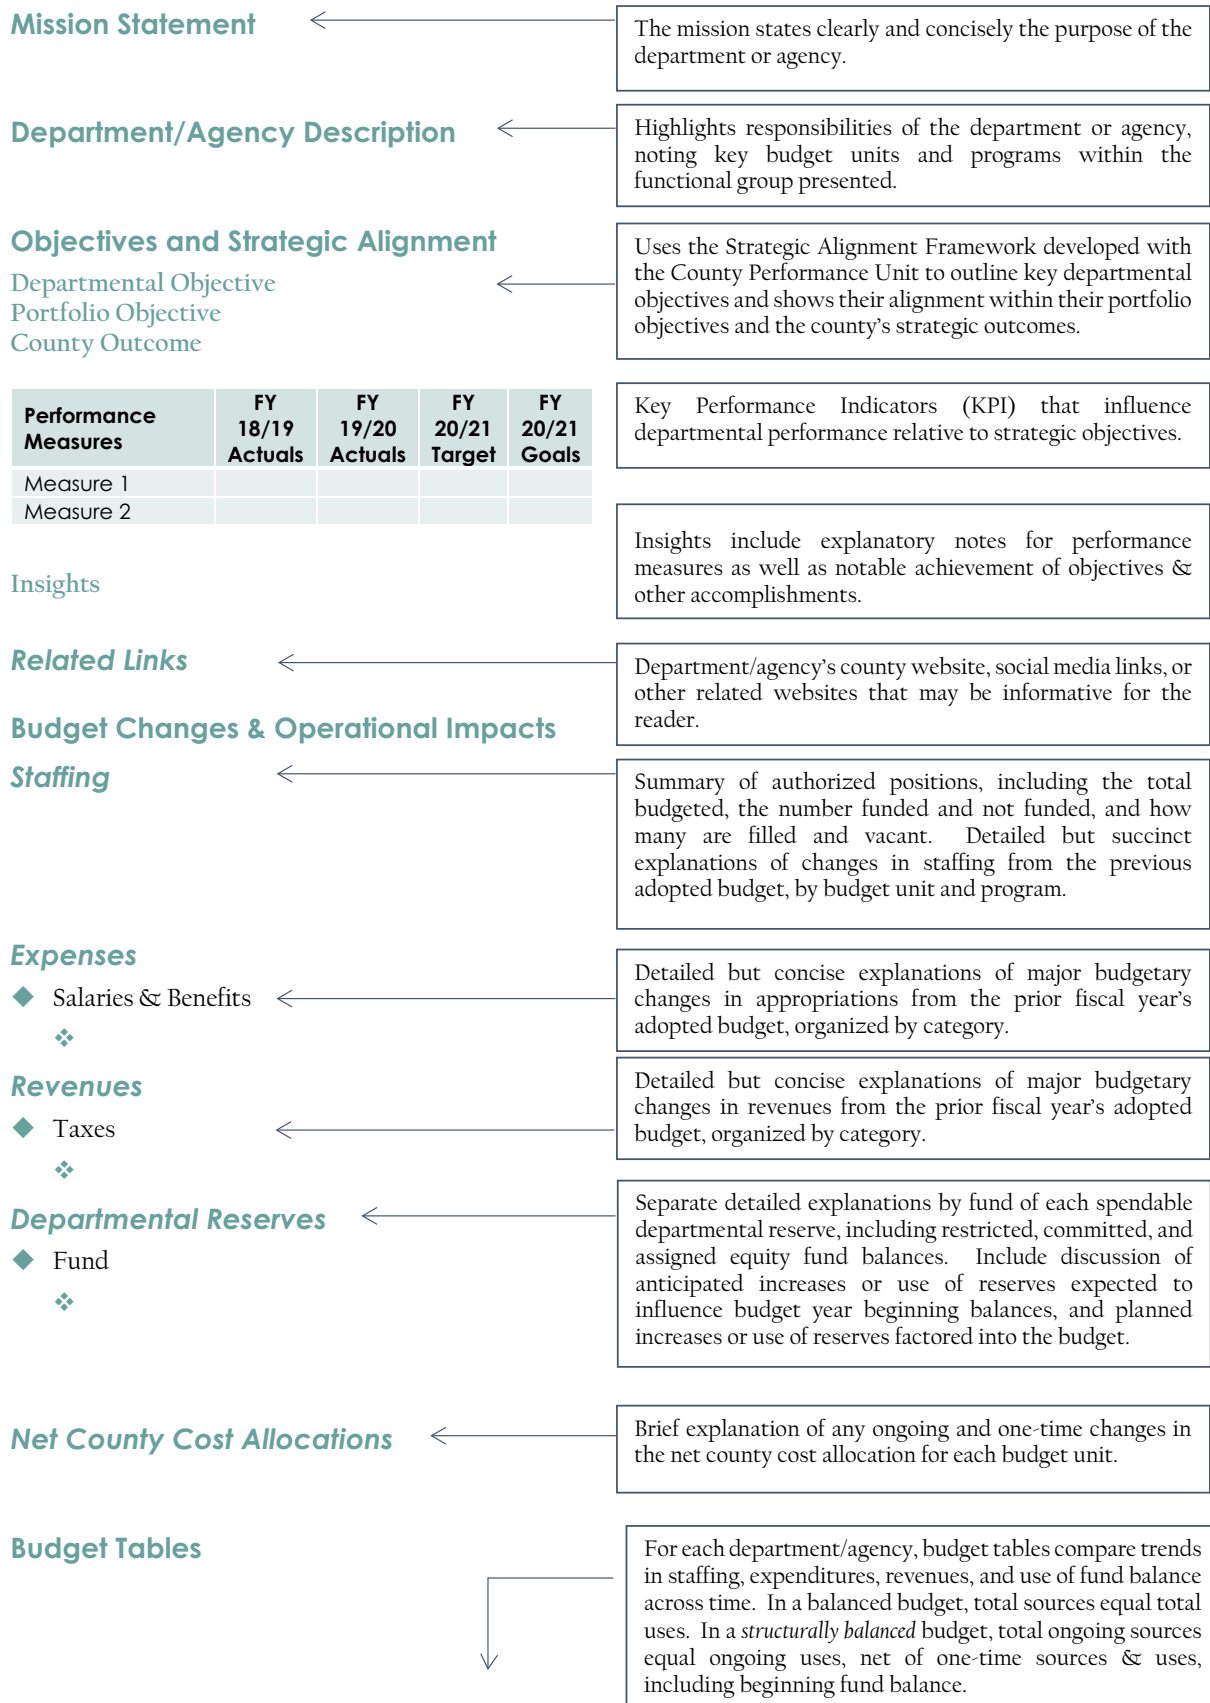 Mission Statement
The mission states clearly and concisely the purpose of the
department or agency.
Department/Agency Description
Highlights responsibilities of the department or agency,
noting key budget units and programs within the
functional group presented.
Objectives and Strategic Alignment
Departmental Objective
Portfolio Objective
County Outcome
Uses the Strategic Alignment Framework developed with
the County Performance Unit to outline key departmental
objectives and shows their alignment within their portfolio
objectives and the county's strategic outcomes.
Performance Measures FY 18/19 Actuals FY 19/20 Actuals FY 20/21 Target FY 20/21 Goals
Measure 1
Measure 2
Key Performance Indicators (KPI) that influence
departmental performance relative to strategic objectives.
Insights
Insights include explanatory notes for performance
measures as well as notable achievement of objectives &
other accomplishments.
Related Links
Department/agency's county website, social media links, or
other related websites that may be informative for the
reader.
Budget Changes & Operational Impacts
Staffing
Summary of authorized positions, including the total
budgeted, the number funded and not funded, and how
many are filled and vacant. Detailed but succinct
explanations of changes in staffing from the previous
adopted budget, by budget unit and program.
Expenses
Salaries & Benefits
Detailed but concise explanations of major budgetary
changes in appropriations from the prior fiscal year's
adopted budget, organized by category.
Revenues
Taxes
Detailed but concise explanations of major budgetary
changes in revenues from the prior fiscal year's adopted
budget, organized by category.
Departmental Reserves
Fund
Separate detailed explanations by fund of each spendable
departmental reserve, including restricted, committed, and
assigned equity fund balances. Include discussion of
anticipated increases or use of reserves expected to
influence budget year beginning balances, and planned
increases or use of reserves factored into the budget.
Net County Cost Allocations
Brief explanation of any ongoing and one-time changes in
the net county cost allocation for each budget unit.
Budget Tables
For each department/agency, budget tables compare trends
in staffing, expenditures, revenues, and use of fund balance
across time. In a balanced budget, total sources equal total
uses. In a structurally balanced budget, total ongoing sources
equal ongoing uses, net of one-time sources & uses,
including beginning fund balance.